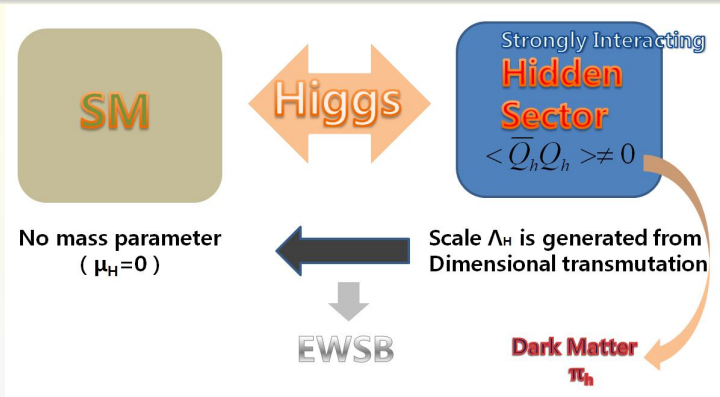 SM
Higgs
Strongly Interacting
Hidden
Sector
< Q̅ₕQₕ >≠ 0
No mass parameter
( μH=0 )
Scale ΛH is generated from
Dimensional transmutation
EWSB
Dark Matter
πₕ